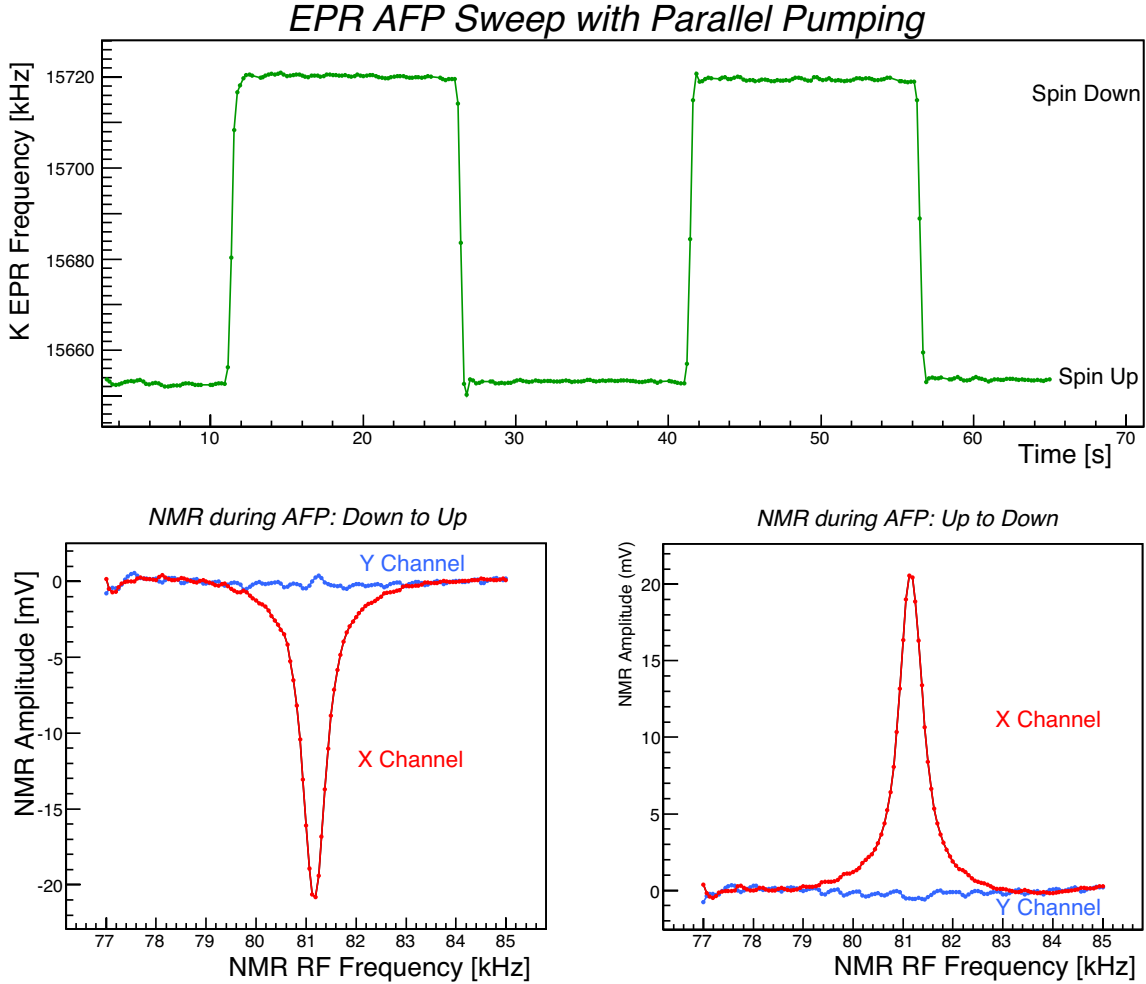 EPR AFP Sweep with Parallel Pumping
K EPR Frequency [kHz]
15720
15700
15680
15660
Spin Down
Spin Up
10
20
30
40
50
60
70
Time [s]
NMR during AFP: Down to Up
NMR Amplitude [mV]
0
-5
-10
-15
-20
Y Channel
X Channel
77
78
79
80
81
82
83
84
85
NMR RF Frequency [kHz]
NMR during AFP: Up to Down
NMR Amplitude (mV)
20
15
10
5
0
X Channel
Y Channel
77
78
79
80
81
82
83
84
85
NMR RF Frequency [kHz]